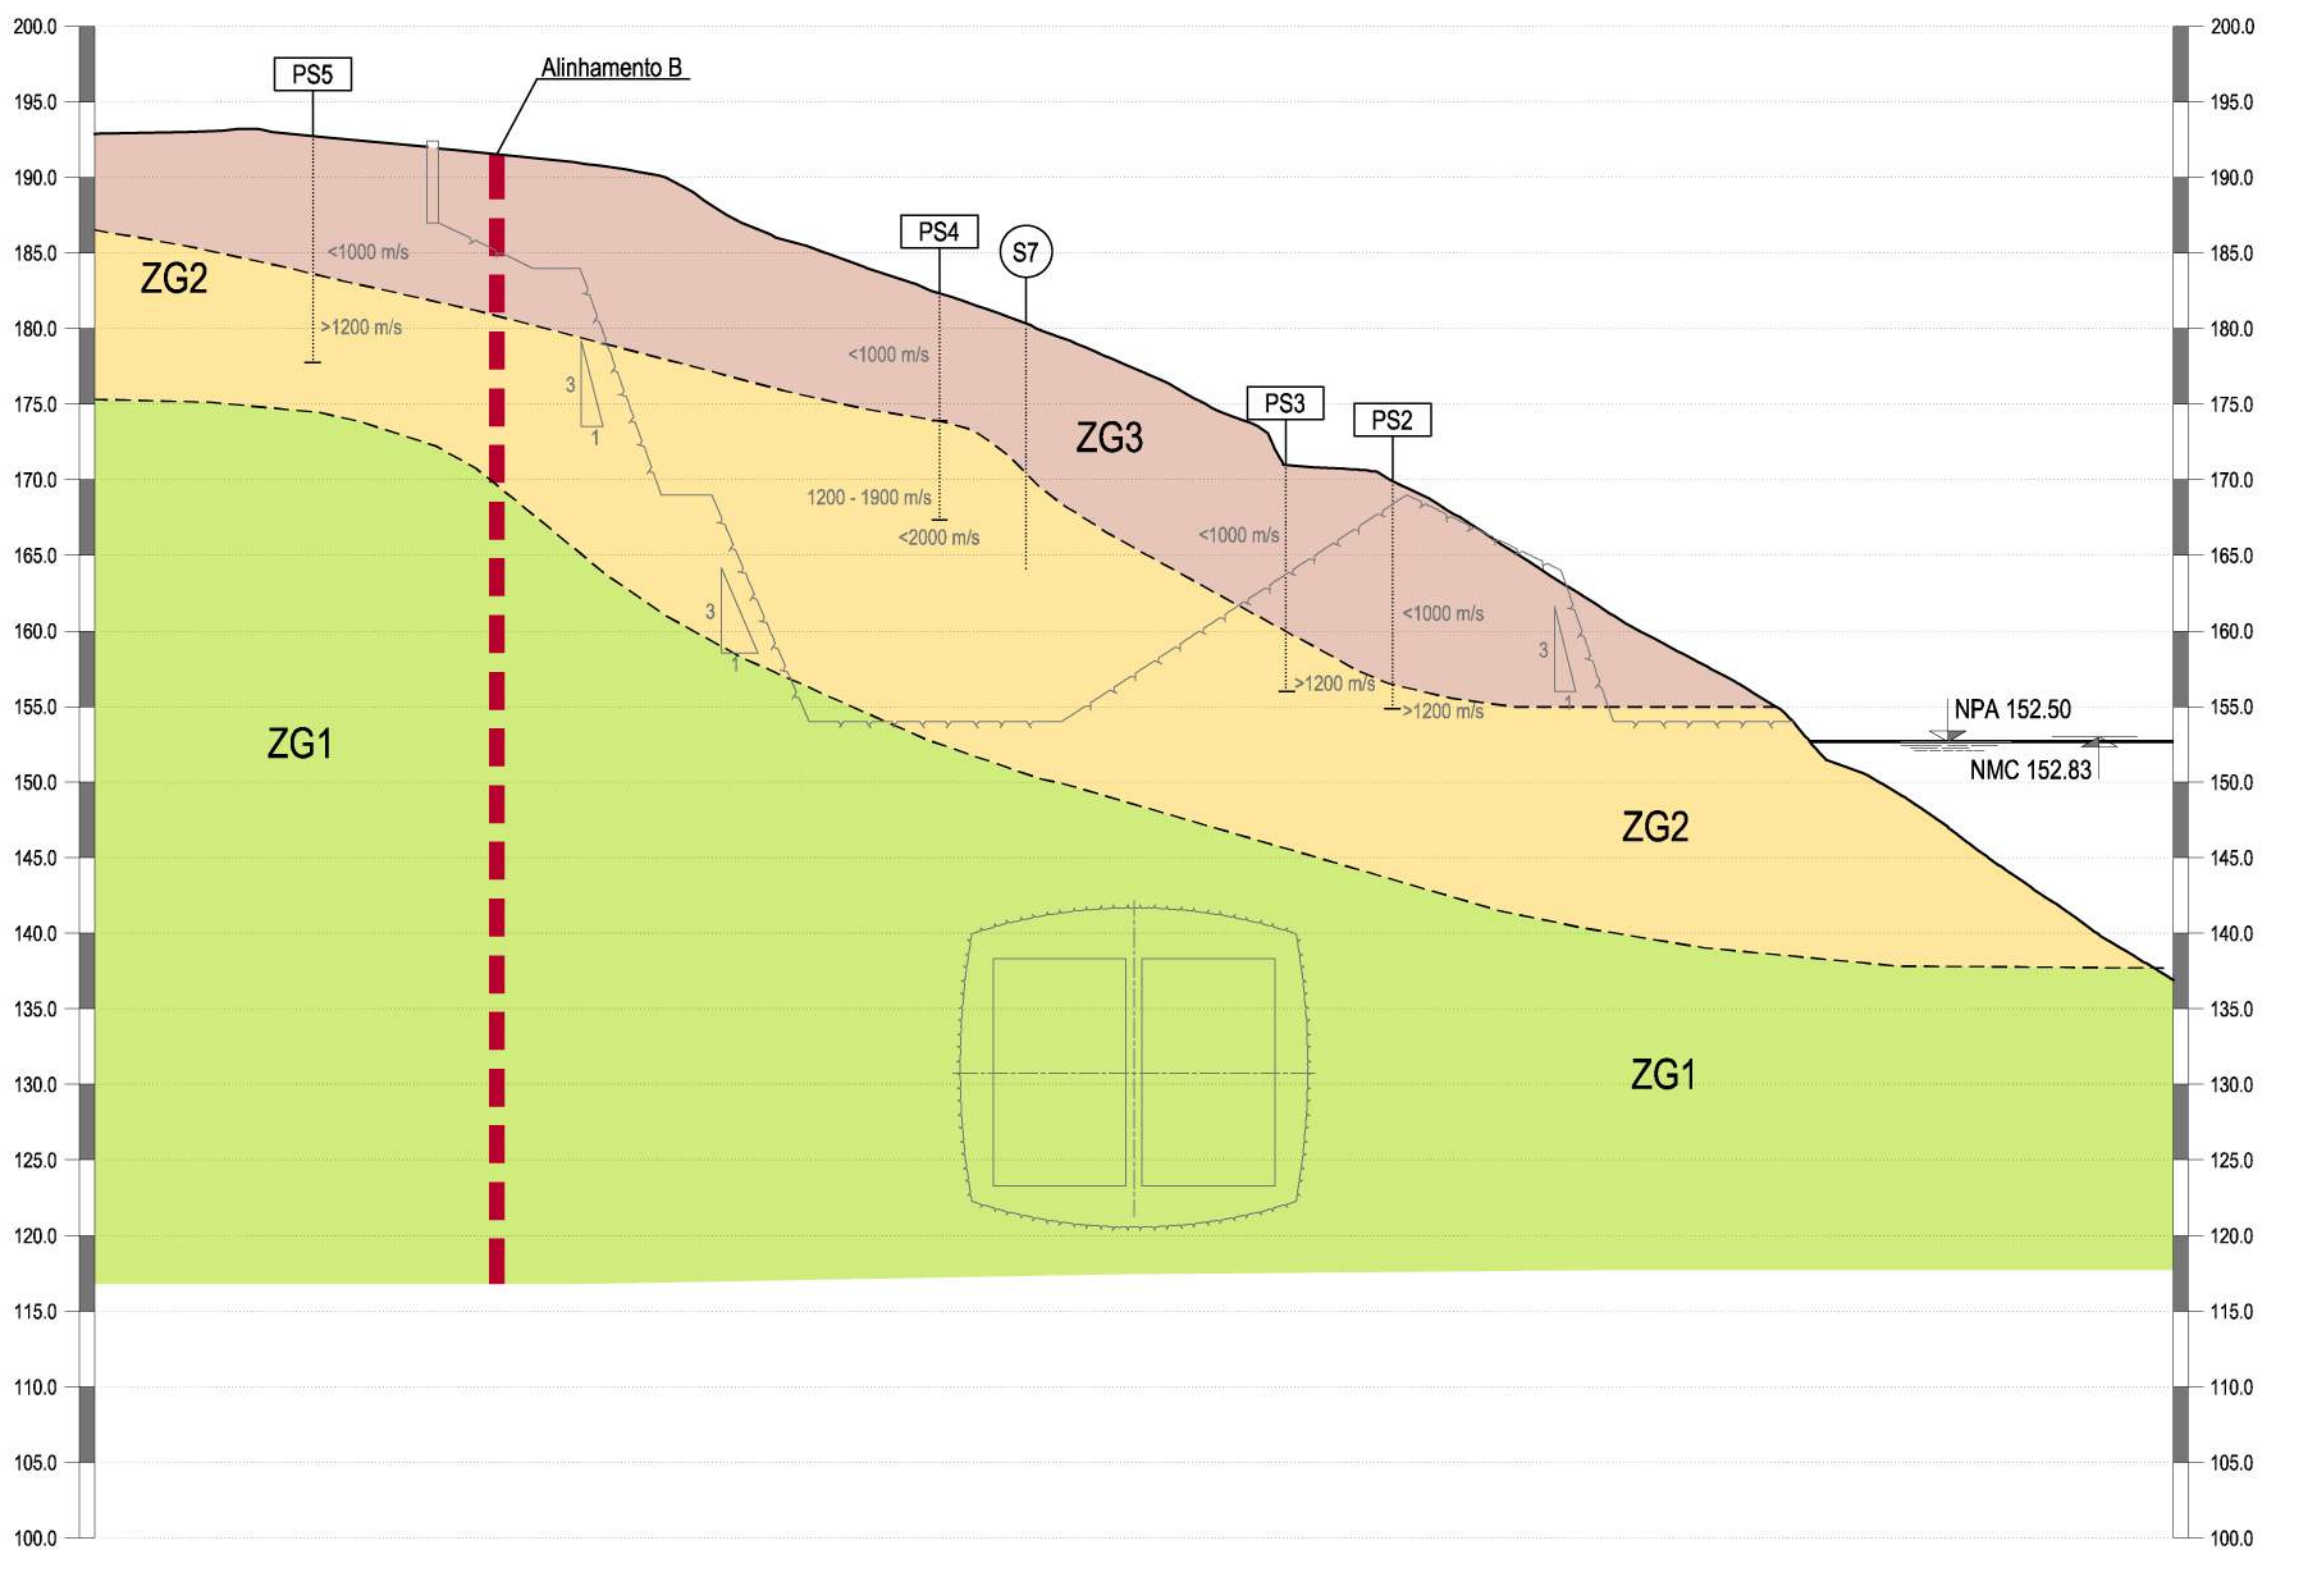 200.0
200.0
Alinhamento B
PS5
195.0
195.0
190.0
190.0
PS4
S7
185.0
<1000 m/s
185.0
ZG2
180.0
>1200 m/s
180.0
<1000 m/s
3
175.0
PS3
175.0
PS2
1
ZG3
170.0
170.0
1200 - 1900 m/s
<2000 m/s
<1000 m/s
165.0
165.0
3
<1000 m/s
160.0
160.0
1
3
>1200 m/s
1
155.0
>1200 m/s
NPA 152.50
155.0
ZG1
NMC 152.83
150.0
150.0
ZG2
145.0
145.0
140.0
140.0
135.0
135.0
130.0
ZG1
130.0
125.0
125.0
120.0
120.0
115.0
115.0
110.0
110.0
105.0
105.0
100.0
100.0